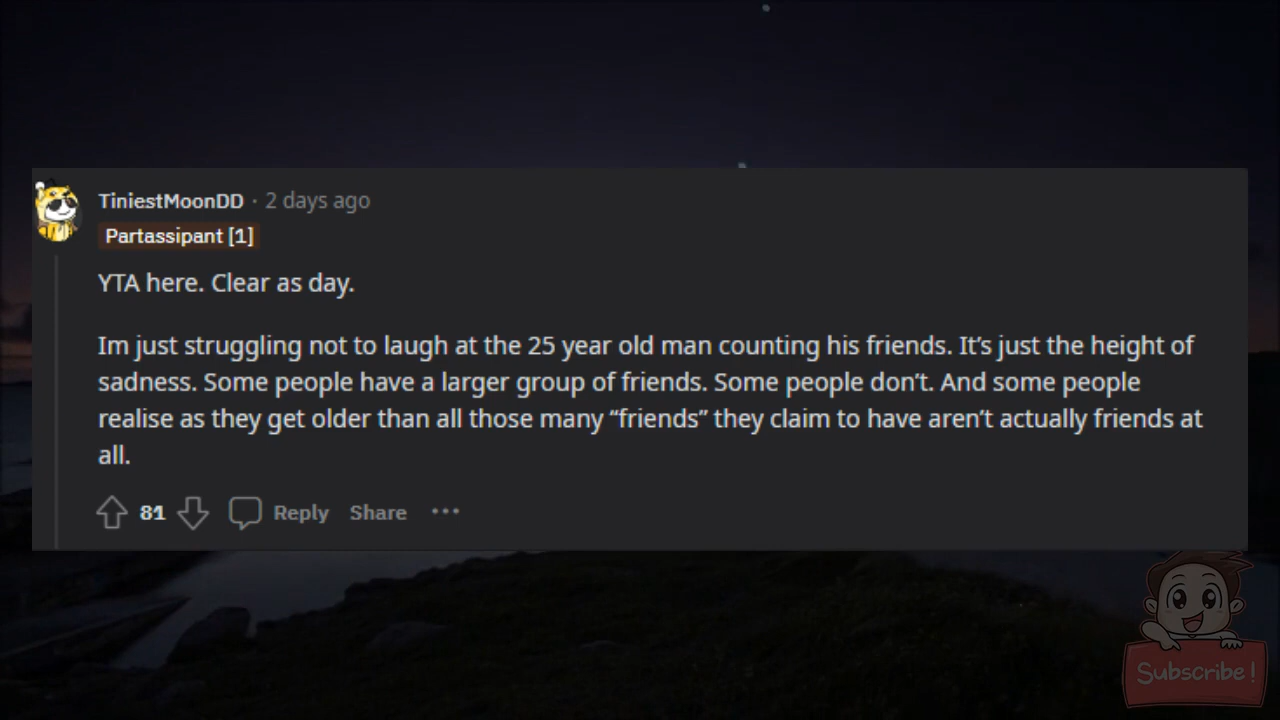 TiniestMoonDD · 2 days ago
Partassipant [1]
YTA here. Clear as day.
Im just struggling not to laugh at the 25 year old man counting his friends. It’s just the height of
sadness. Some people have a larger group of friends. Some people don’t. And some people
realise as they get older than all those many “friends” they claim to have aren’t actually friends at
all.
81 Reply Share ···
Subscribe!